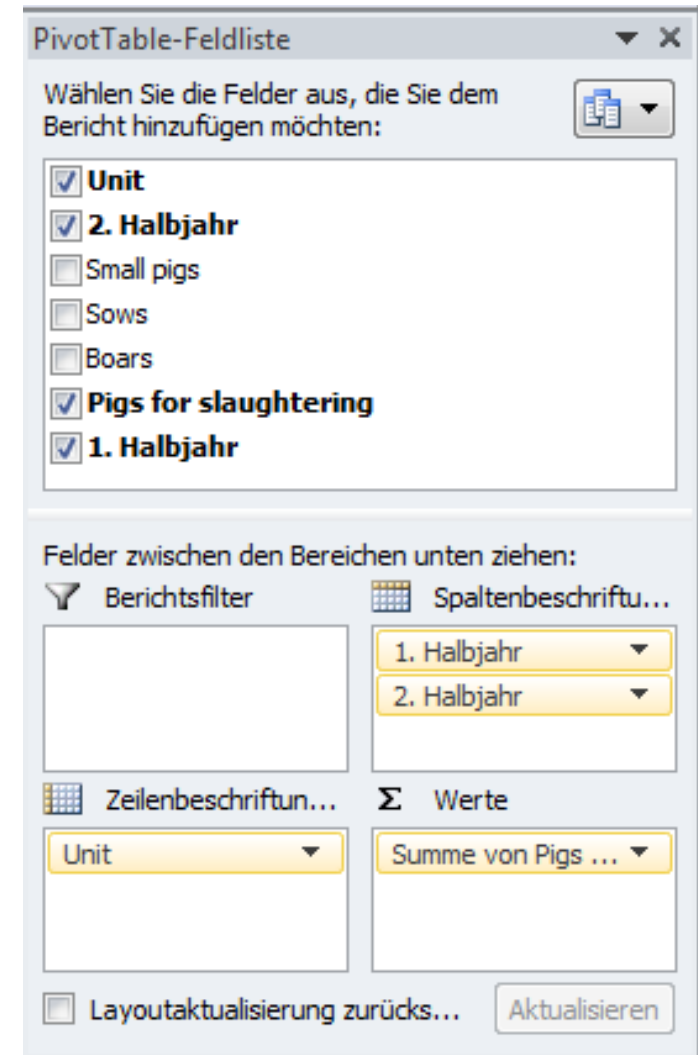 PivotTable-Feldliste
Wählen Sie die Felder aus, die Sie dem
Bericht hinzufügen möchten:
Unit
2. Halbjahr
Small pigs
Sows
Boars
Pigs for slaughtering
1. Halbjahr
Felder zwischen den Bereichen unten ziehen:
Berichtsfilter
Spaltenbeschriftu...
1. Halbjahr
2. Halbjahr
Zeilenbeschriftun...
Σ Werte
Unit
Summe von Pigs ...
Layoutaktualisierung zurücks...
Aktualisieren